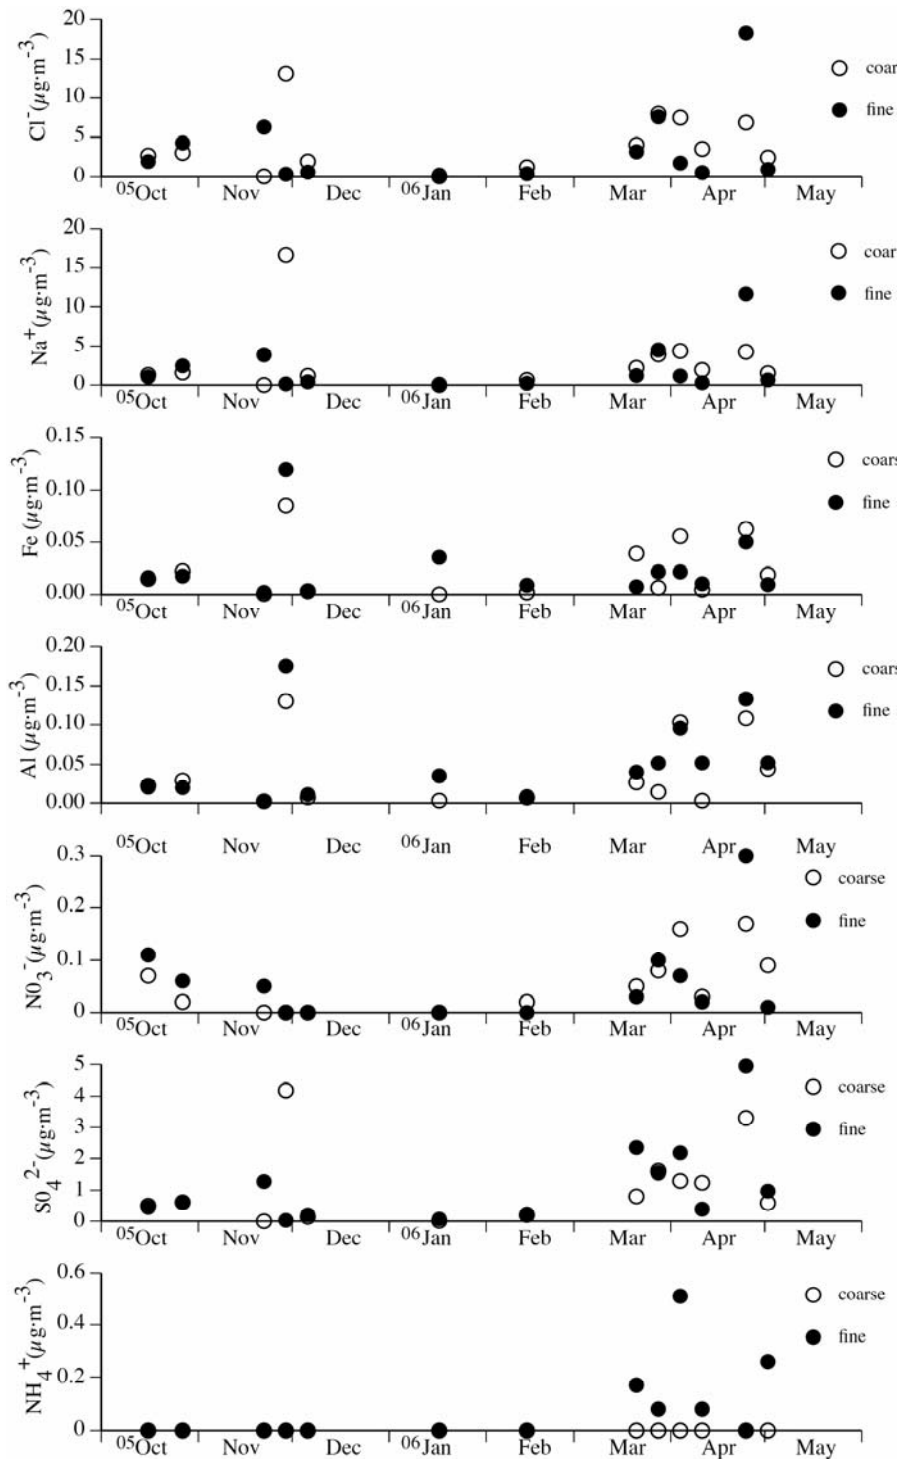 20
15
10
5
0
Cl⁻(µg·m⁻³)
coar
fine
05Oct Nov Dec 06Jan Feb Mar Apr May
20
15
10
5
0
Na⁺(µg·m⁻³)
coar
fine
05Oct Nov Dec 06Jan Feb Mar Apr May
0.15
0.10
0.05
0.00
Fe (µg·m⁻³)
coars
fine
05Oct Nov Dec 06Jan Feb Mar Apr May
0.20
0.15
0.10
0.05
0.00
Al (µg·m⁻³)
coars
fine
05Oct Nov Dec 06Jan Feb Mar Apr May
0.3
0.2
0.1
0
N0₃⁻(µg·m⁻³)
coarse
fine
05Oct Nov Dec 06Jan Feb Mar Apr May
5
4
3
2
1
0
S0₄²⁻(µg·m⁻³)
coarse
fine
05Oct Nov Dec 06Jan Feb Mar Apr May
0.6
0.4
0.2
0
NH₄⁺(µg·m⁻³)
coarse
fine
05Oct Nov Dec 06Jan Feb Mar Apr May